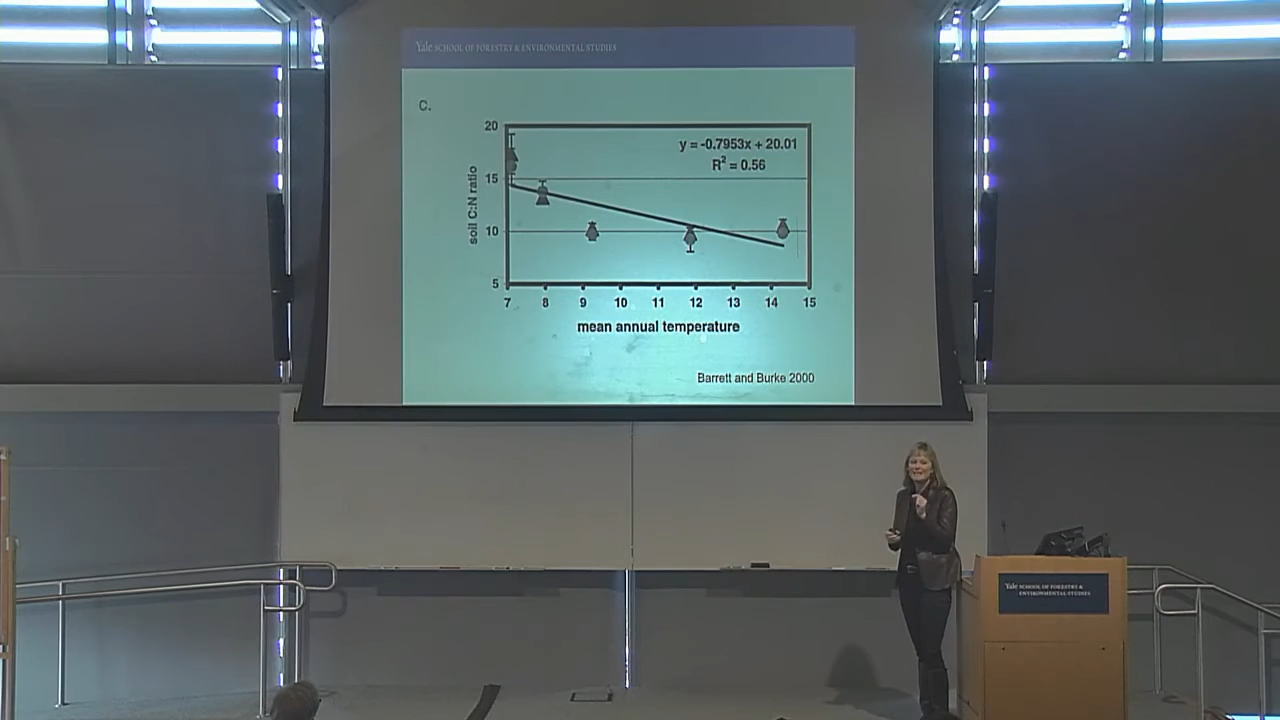 Yale SCHOOL OF FORESTRY & ENVIRONMENTAL STUDIES
C.
20
15
10
5
soil C:N ratio
y = -0.7953x + 20.01
R² = 0.56
7 8 9 10 11 12 13 14 15
mean annual temperature
Barrett and Burke 2000
Yale SCHOOL OF FORESTRY &
ENVIRONMENTAL STUDIES